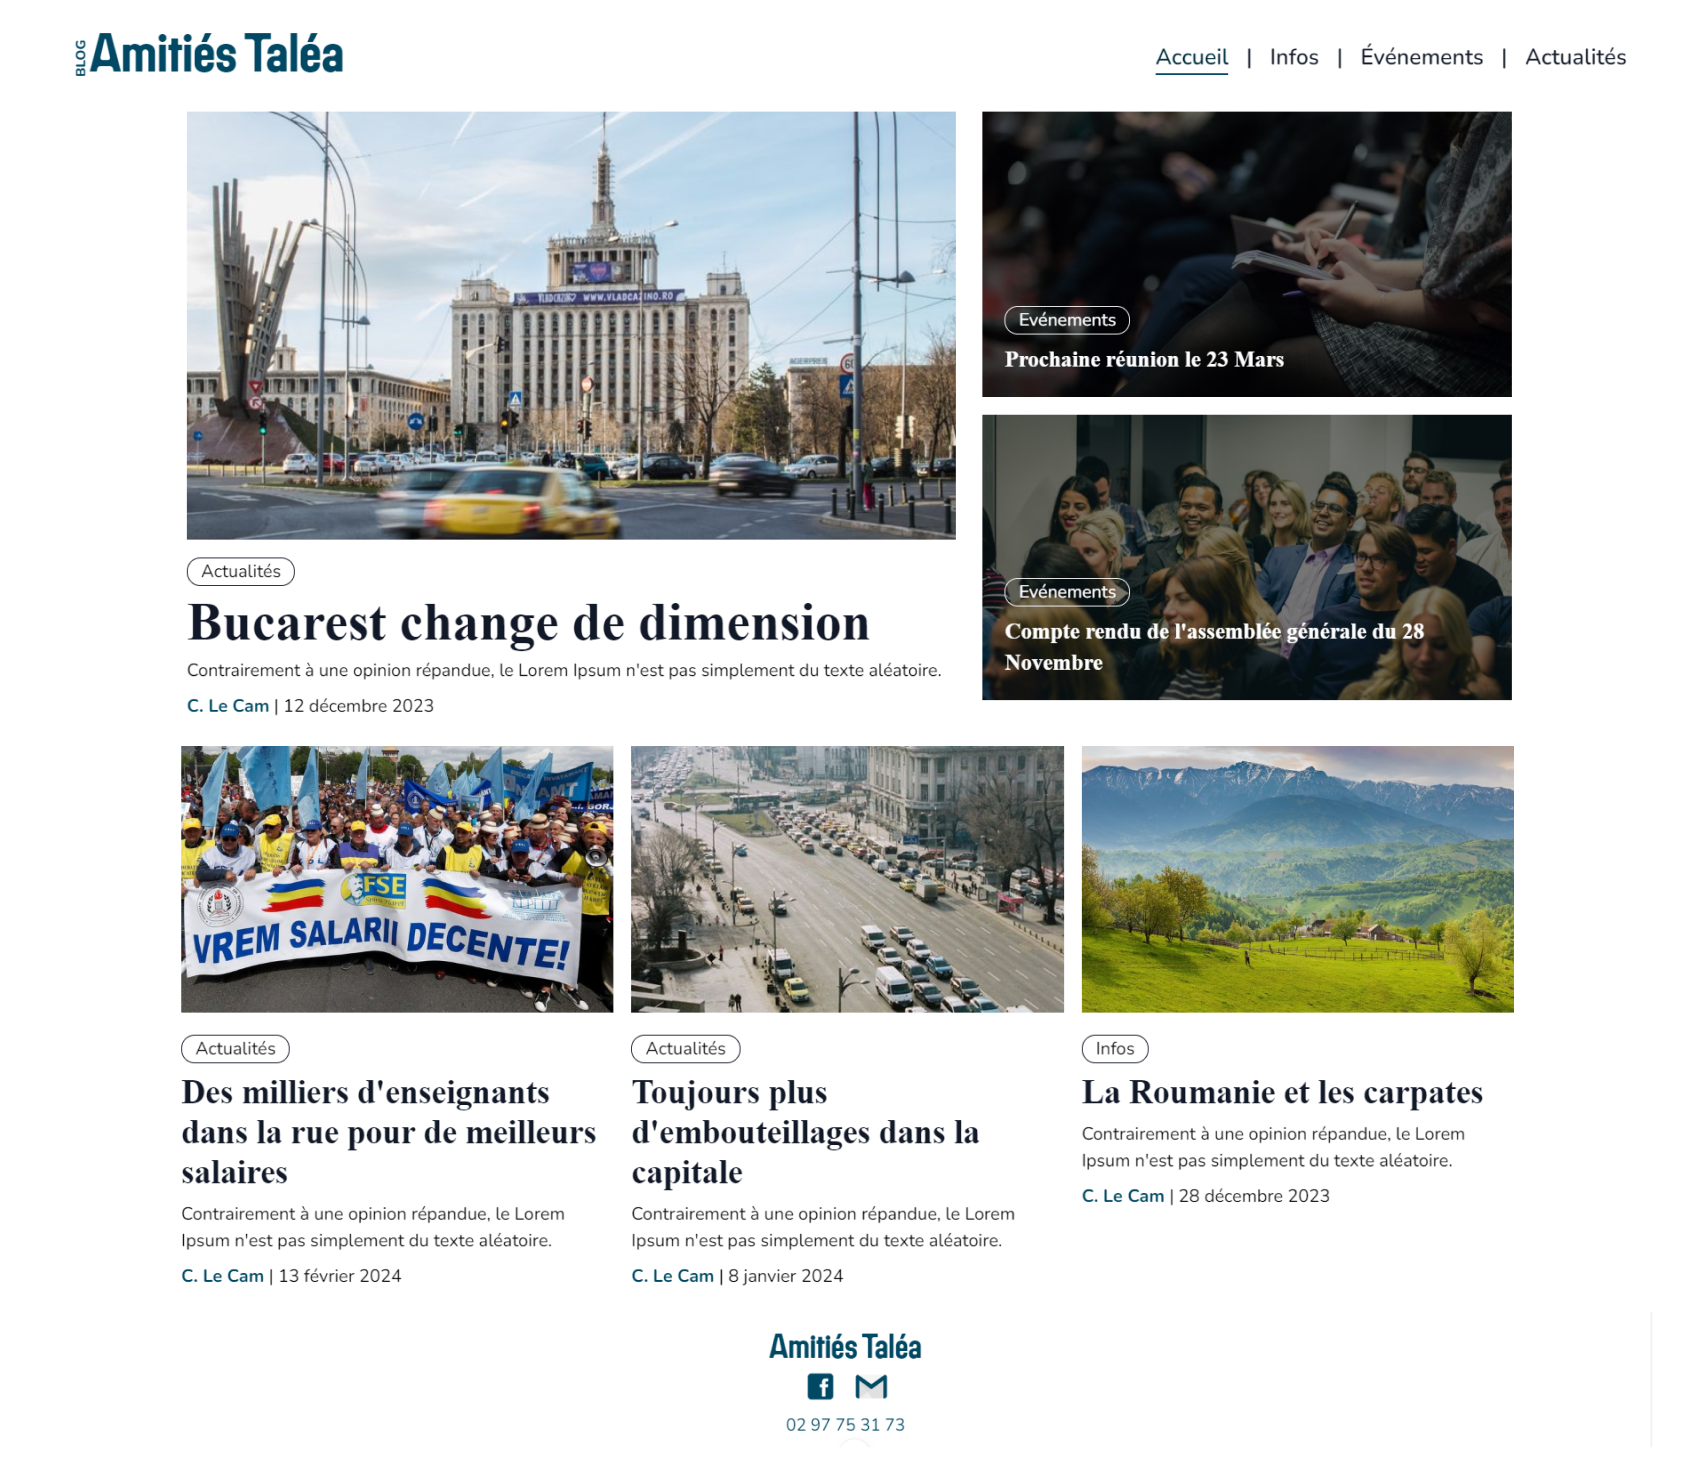 BLOG Amitiés Taléa
Accueil | Infos | Événements | Actualités
VLADCAZINO WWW.VLADCAZINO.RO
AGERPRES
60
Actualités
Bucarest change de dimension
Contrairement à une opinion répandue, le Lorem Ipsum n'est pas simplement du texte aléatoire.
C. Le Cam | 12 décembre 2023
Evénements
Prochaine réunion le 23 Mars
Evénements
Compte rendu de l'assemblée générale du 28
Novembre
FSE
VREM SALARII DECENTE!
Actualités
Des milliers d'enseignants
dans la rue pour de meilleurs
salaires
Contrairement à une opinion répandue, le Lorem
Ipsum n'est pas simplement du texte aléatoire.
C. Le Cam | 13 février 2024
Actualités
Toujours plus
d'embouteillages dans la
capitale
Contrairement à une opinion répandue, le Lorem
Ipsum n'est pas simplement du texte aléatoire.
C. Le Cam | 8 janvier 2024
Infos
La Roumanie et les carpates
Contrairement à une opinion répandue, le Lorem
Ipsum n'est pas simplement du texte aléatoire.
C. Le Cam | 28 décembre 2023
Amitiés Taléa
02 97 75 31 73